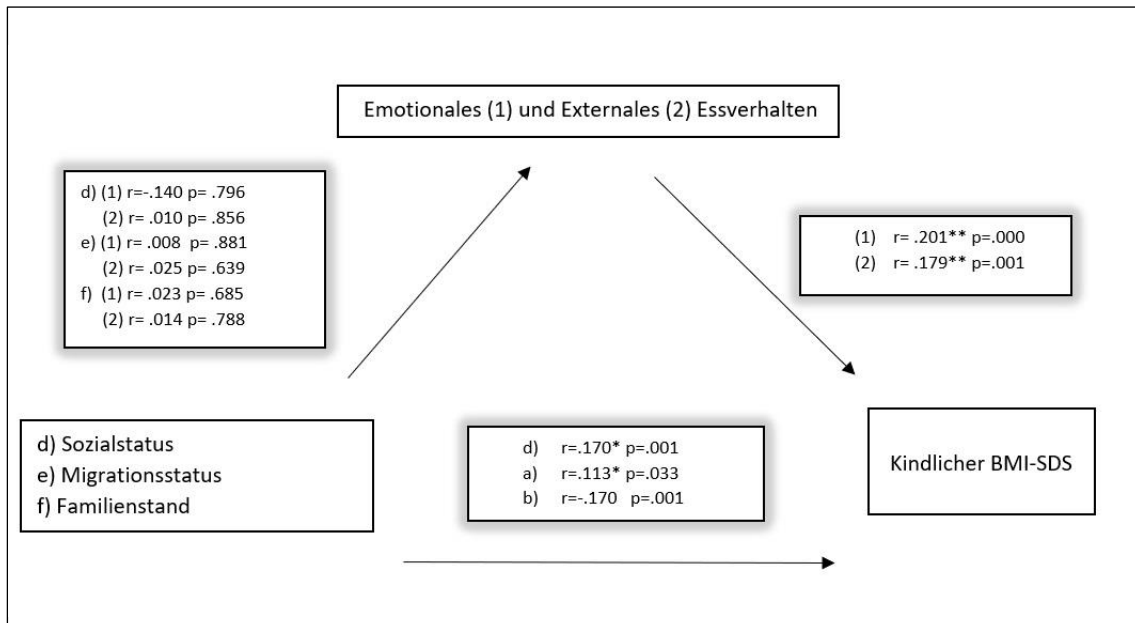 Emotionales (1) und Externales (2) Essverhalten
d) (1) r=-.140 p= .796
(2) r= .010 p= .856
e) (1) r= .008 p= .881
(2) r= .025 p= .639
f) (1) r= .023 p= .685
(2) r= .014 p= .788
(1) r= .201** p=.000
(2) r= .179** p=.001
d) Sozialstatus
e) Migrationsstatus
f) Familienstand
d) r=.170* p=.001
a) r=.113* p=.033
b) r=-.170 p=.001
Kindlicher BMI-SDS